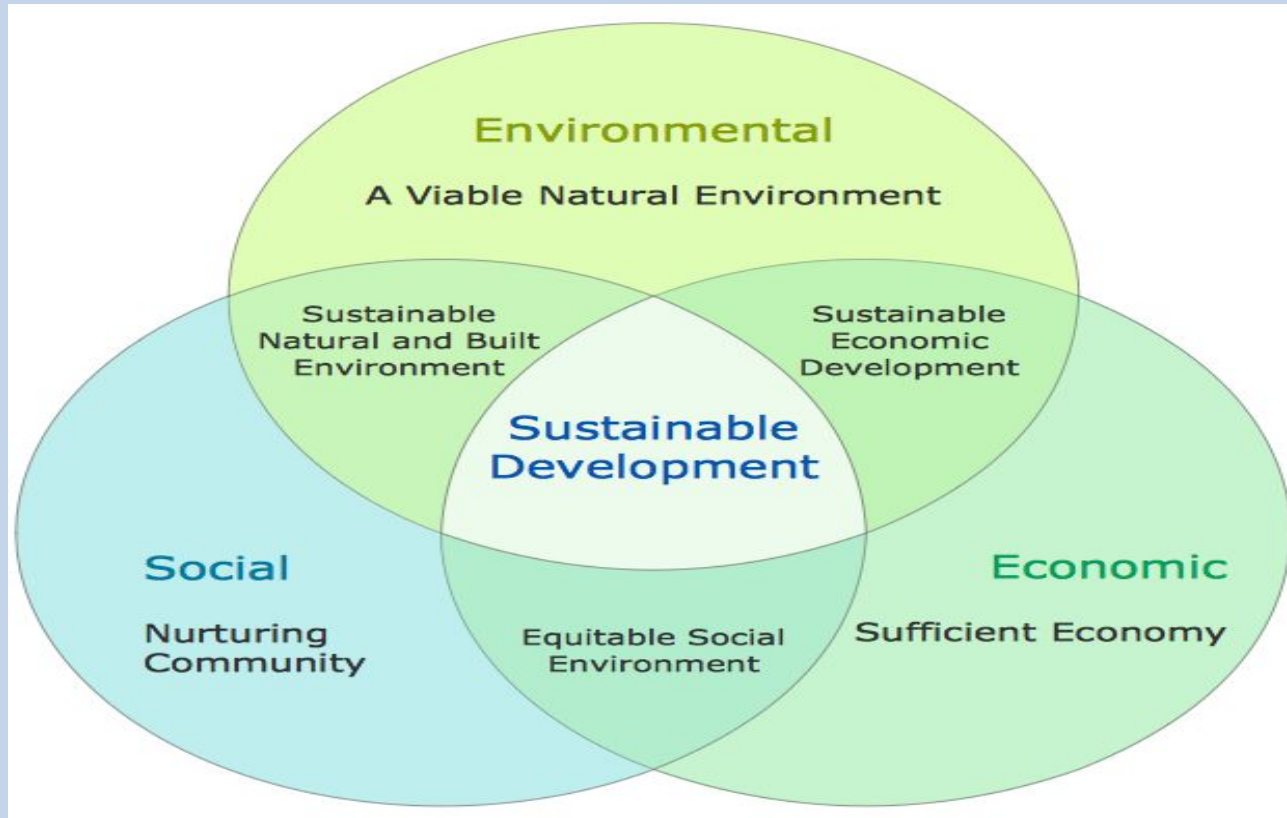 Environmental
A Viable Natural Environment
Sustainable
Natural and Built
Environment
Sustainable
Economic
Development
Sustainable
Development
Social
Nurturing
Community
Economic
Sufficient Economy
Equitable Social
Environment